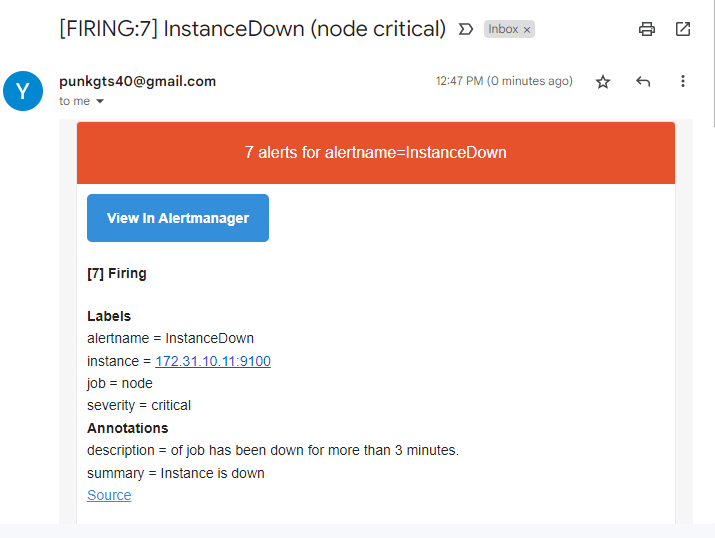 [FIRING:7] InstanceDown (node critical)
Inbox ×
Y
punkgts40@gmail.com
12:47 PM (0 minutes ago)
to me
7 alerts for alertname=InstanceDown
View In Alertmanager
[7] Firing
Labels
alertname = InstanceDown
instance = 172.31.10.11:9100
job = node
severity = critical
Annotations
description = of job has been down for more than 3 minutes.
summary = Instance is down
Source